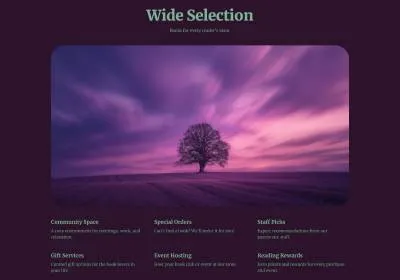 Wide Selection
Books for every reader's taste
Community Space
Special Orders
Staff Picks
A cozy environment for meetings, work, and
Can't find a book? We'll order it for you.
Expert recommendations from our
relaxation.
passionate staff.
Gift Services
Event Hosting
Reading Rewards
Curated gift options for the book lovers in
Host your book club or event at our store.
Earn points and rewards for every purchase
your life.
and event.